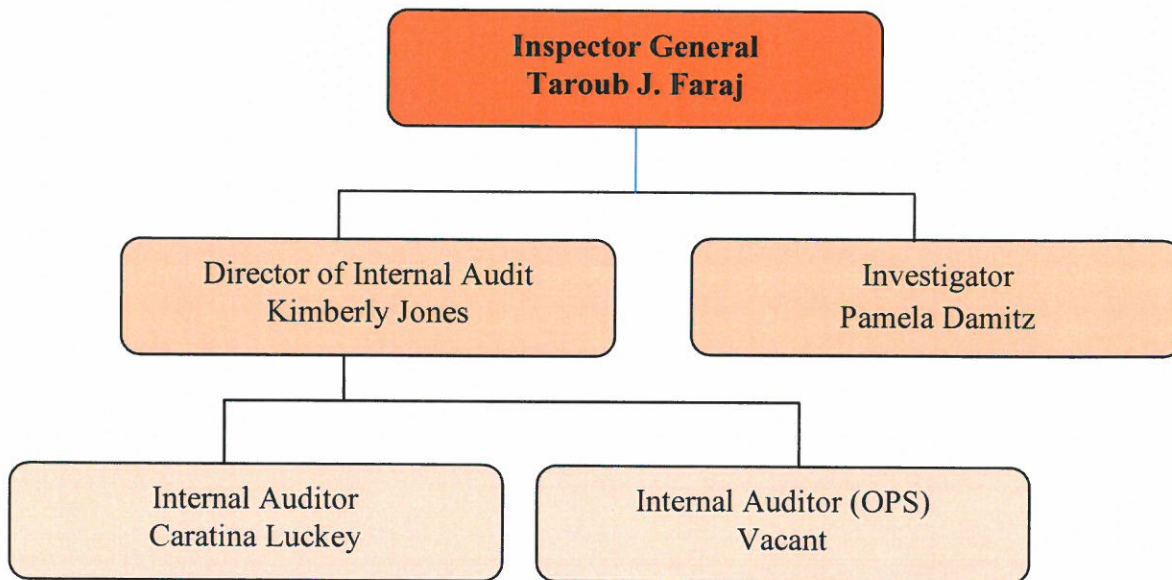 Inspector General
Taroub J. Faraj
Director of Internal Audit
Kimberly Jones
Investigator
Pamela Damitz
Internal Auditor
Caratina Luckey
Internal Auditor (OPS)
Vacant